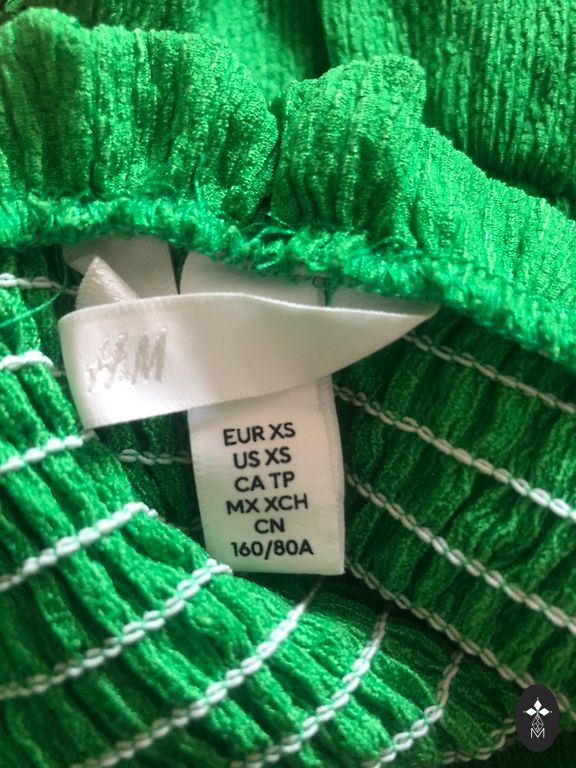 H&M
EUR XS
US XS
CA TP
MX XCH
CN
160/80A
M